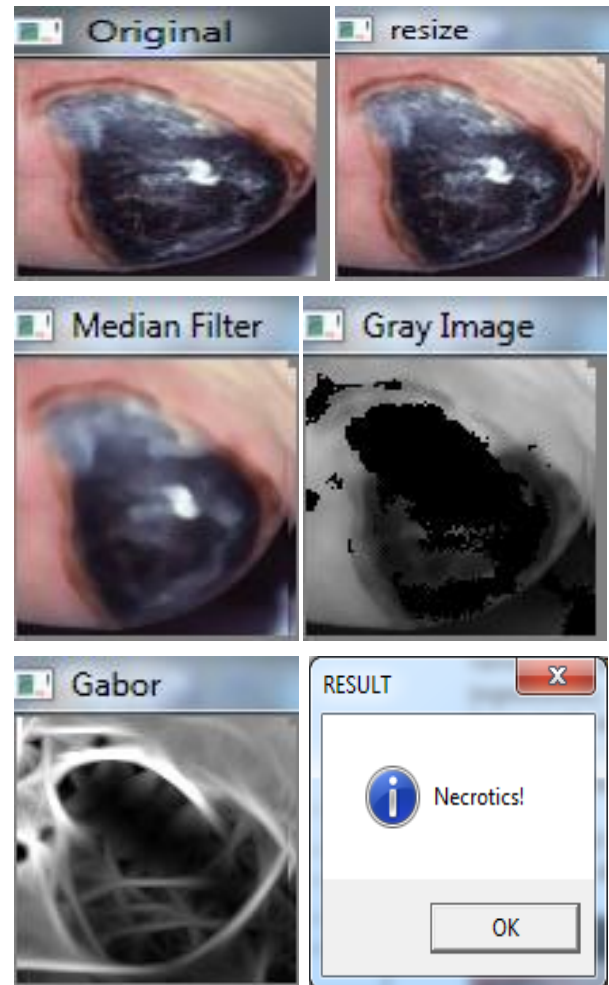 Original
resize
Median Filter
Gray Image
Gabor
RESULT
Necrotics!
OK